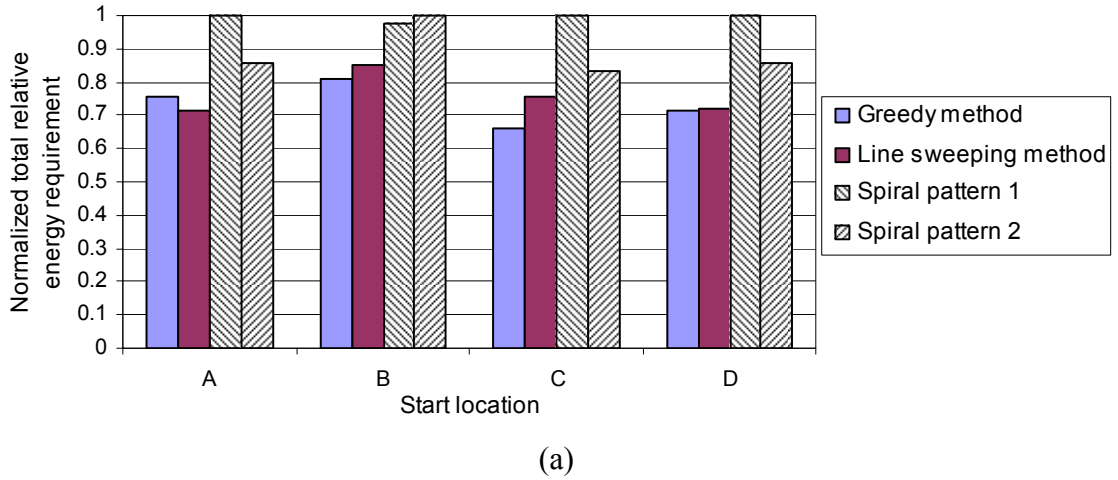 Normalized total relative
energy requirement
1
0.9
0.8
0.7
0.6
0.5
0.4
0.3
0.2
0.1
0
A
B
C
D
Start location
Greedy method
Line sweeping method
Spiral pattern 1
Spiral pattern 2
(a)